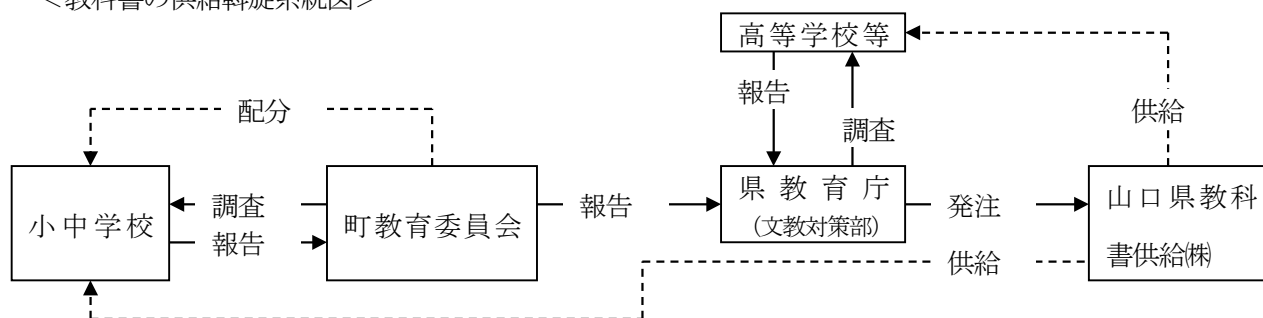 <教科書の供給斡旋系統図>
高等学校等
報告
調査
供給
配分
小中学校
調査
報告
町教育委員会
報告
県教育庁
(文教対策部)
発注
山口県教科
書供給㈱
供給